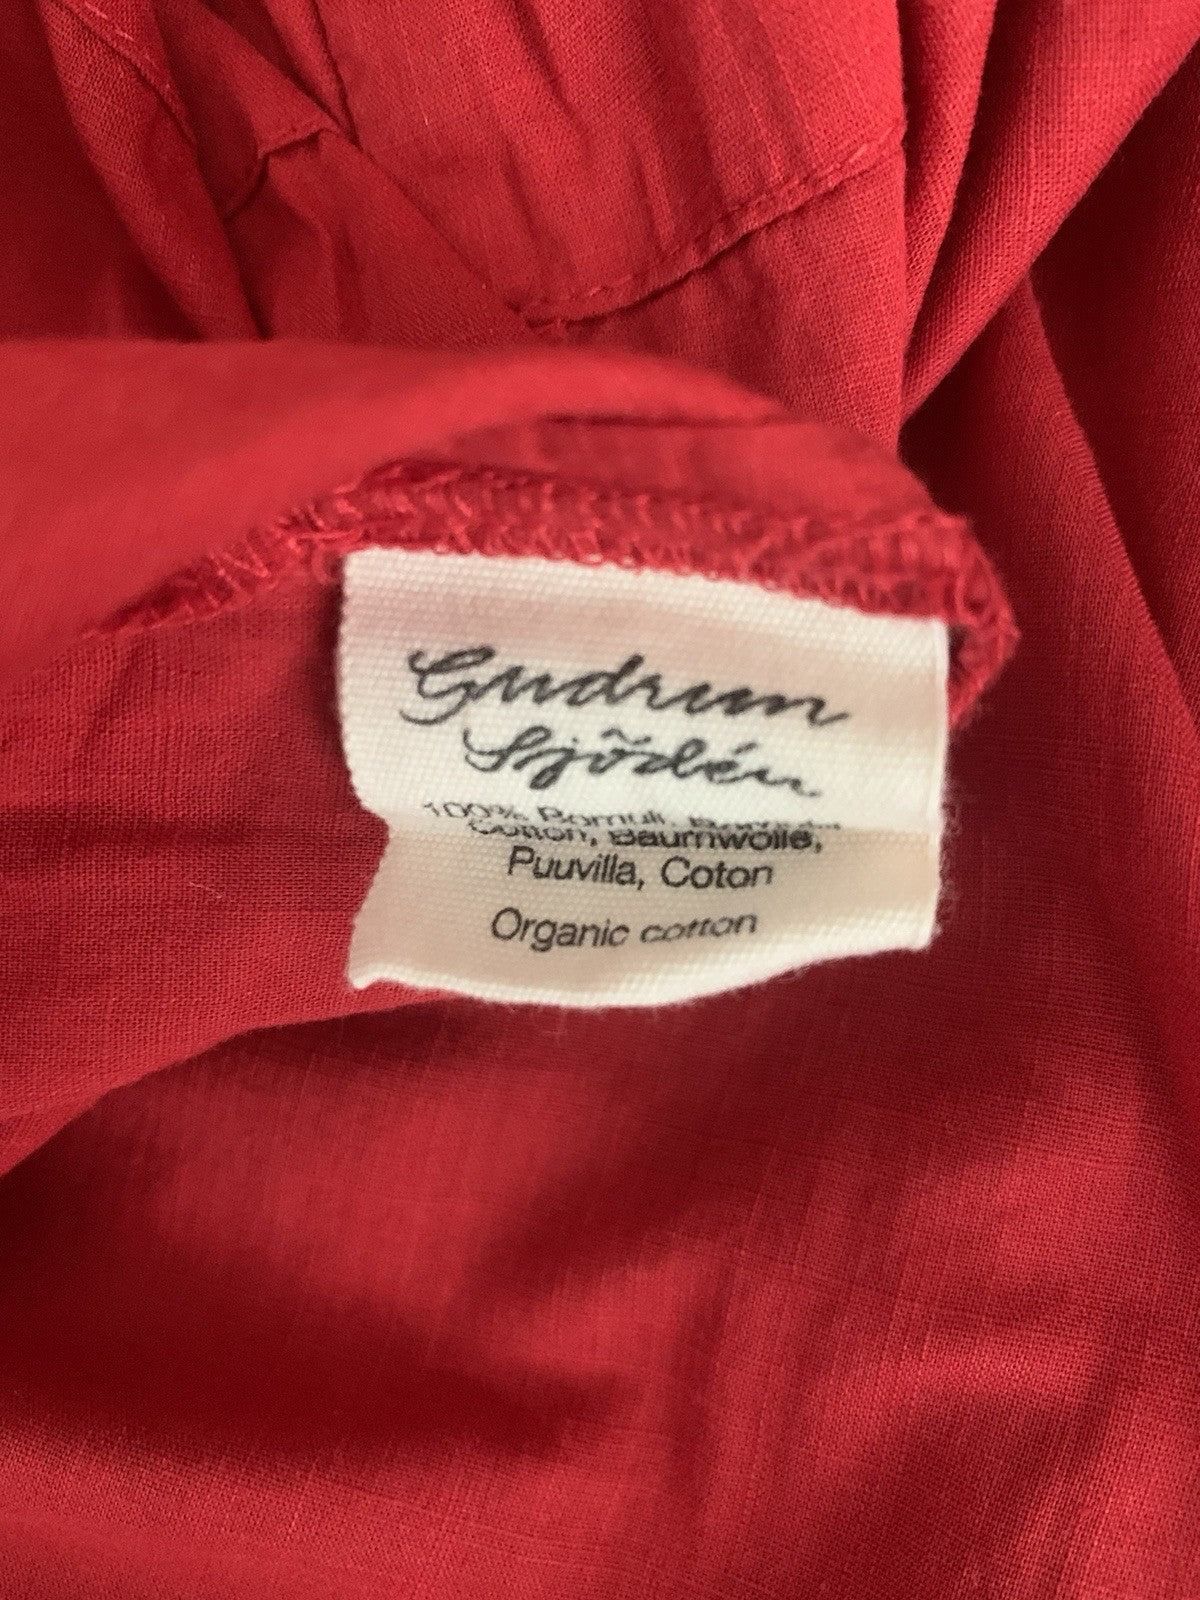 Gudrun
Sjödén
100% Bomull,
Cotton, Baumwolle,
Puuvilla, Coton
Organic cotton